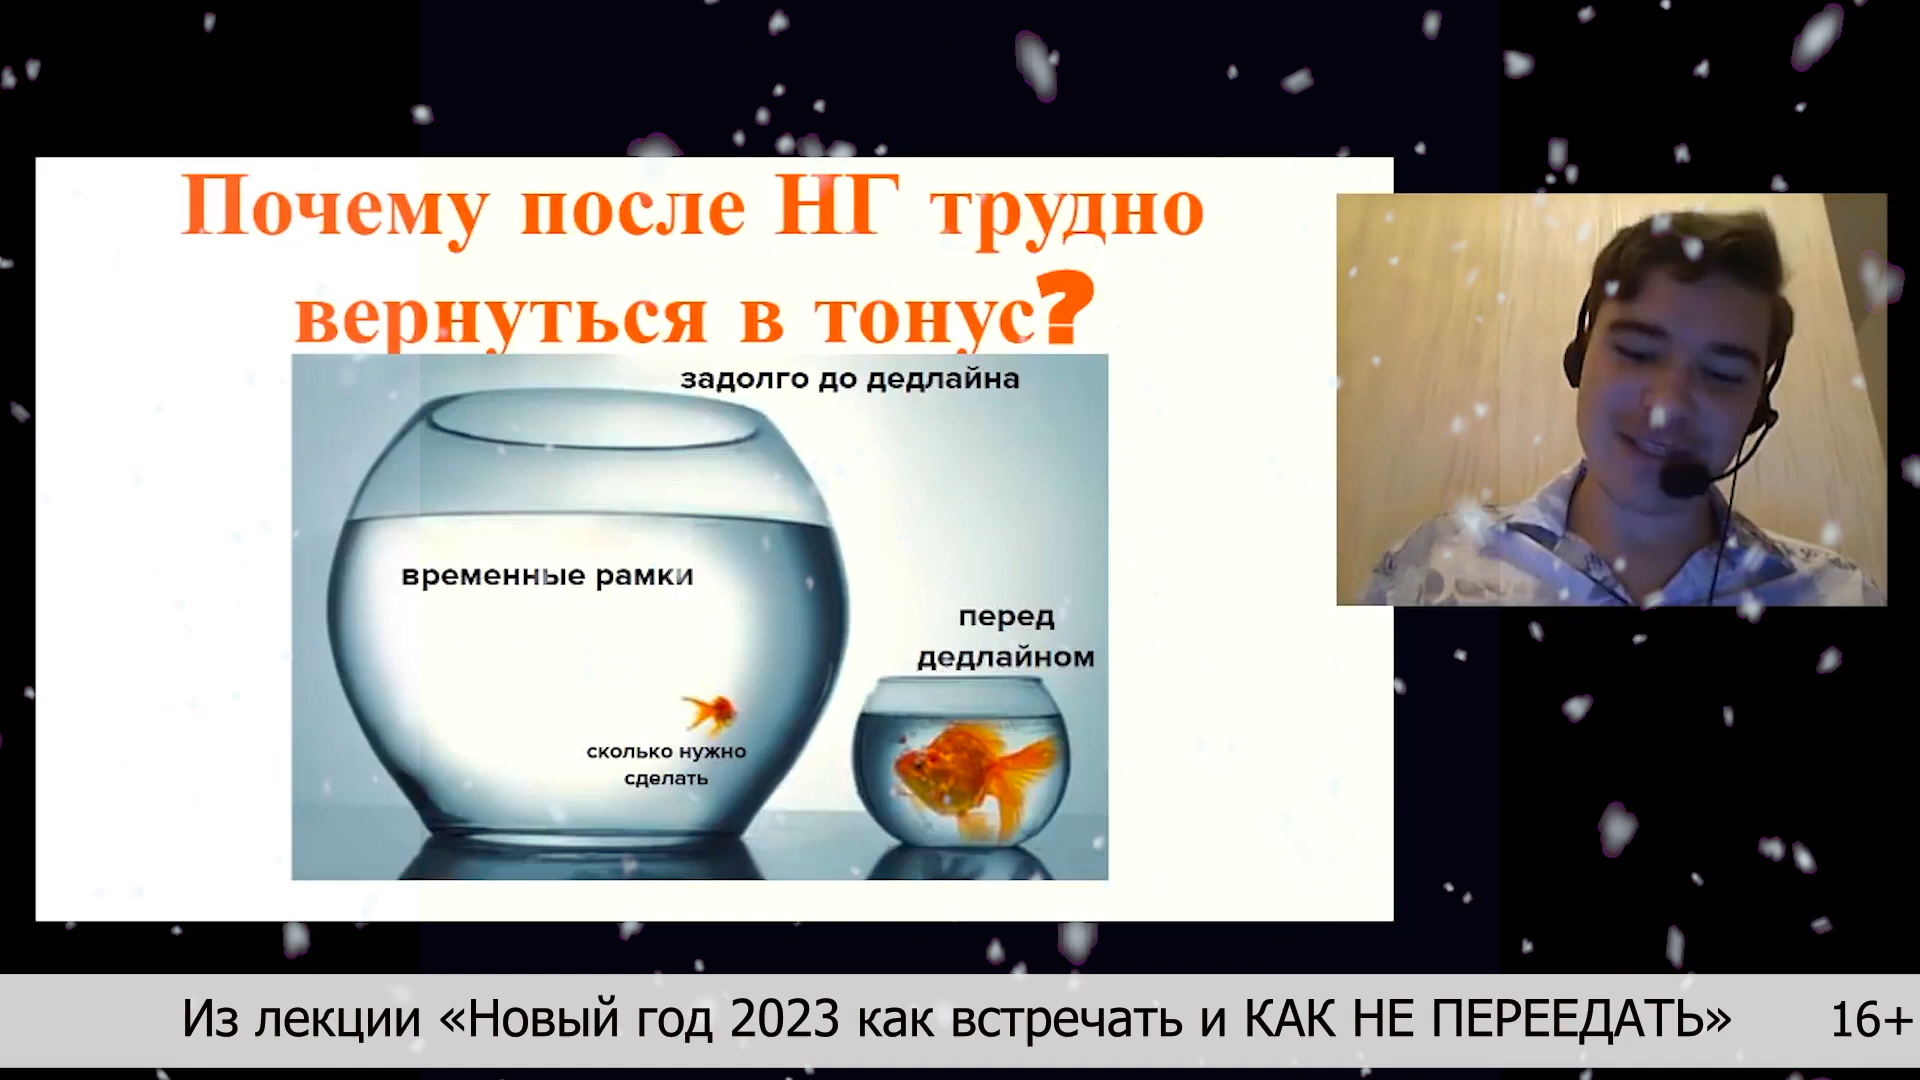 Почему после НГ трудно
вернуться в тонус?
задолго до дедлайна
временные рамки
сколько нужно
сделать
перед
дедлайном
Из лекции «Новый год 2023 как встречать и КАК НЕ ПЕРЕЕДАТЬ»
16+